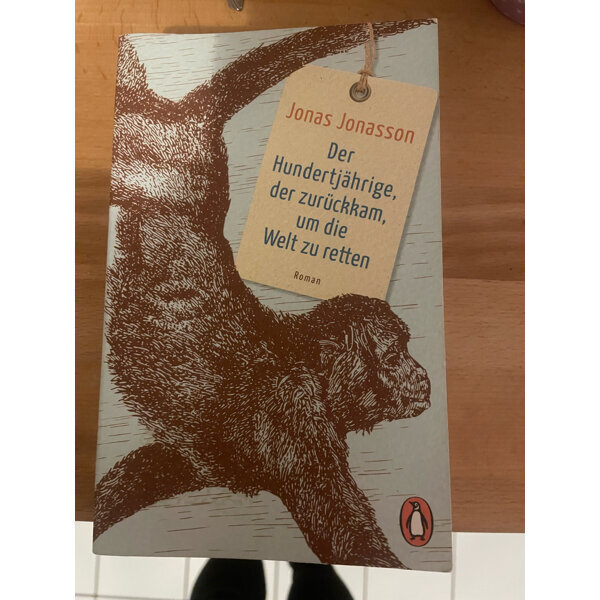 Jonas Jonasson
Der
Hundertjährige,
der zurückkam,
um die
Welt zu retten
Roman